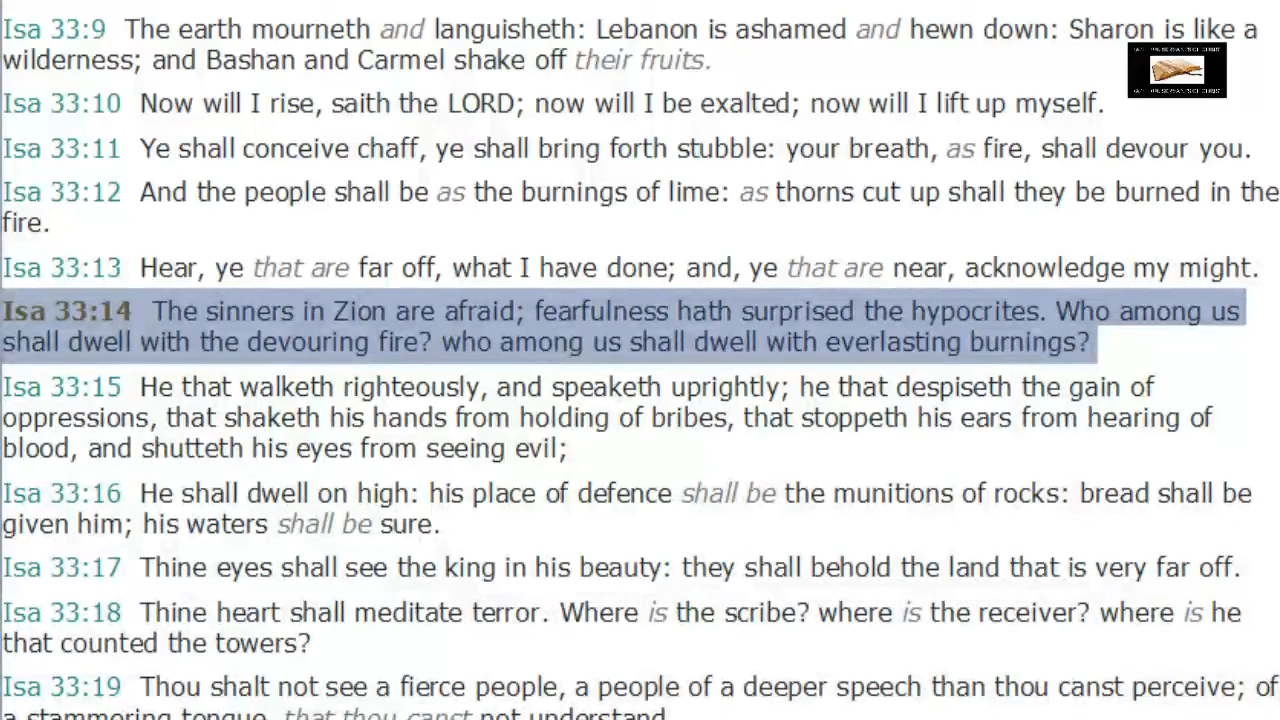 Isa 33:9 The earth mourneth and languisheth: Lebanon is ashamed and hewn down: Sharon is like a
wilderness; and Bashan and Carmel shake off their fruits.
Isa 33:10 Now will I rise, saith the LORD; now will I be exalted; now will I lift up myself.
Isa 33:11 Ye shall conceive chaff, ye shall bring forth stubble: your breath, as fire, shall devour you.
Isa 33:12 And the people shall be as the burnings of lime: as thorns cut up shall they be burned in the
fire.
Isa 33:13 Hear, ye that are far off, what I have done; and, ye that are near, acknowledge my might.
Isa 33:14 The sinners in Zion are afraid; fearfulness hath surprised the hypocrites. Who among us
shall dwell with the devouring fire? who among us shall dwell with everlasting burnings?
Isa 33:15 He that walketh righteously, and speaketh uprightly; he that despiseth the gain of
oppressions, that shaketh his hands from holding of bribes, that stoppeth his ears from hearing of
blood, and shutteth his eyes from seeing evil;
Isa 33:16 He shall dwell on high: his place of defence shall be the munitions of rocks: bread shall be
given him; his waters shall be sure.
Isa 33:17 Thine eyes shall see the king in his beauty: they shall behold the land that is very far off.
Isa 33:18 Thine heart shall meditate terror. Where is the scribe? where is the receiver? where is he
that counted the towers?
Isa 33:19 Thou shalt not see a fierce people, a people of a deeper speech than thou canst perceive; of
a stammering tongue, that thou canst not understand.